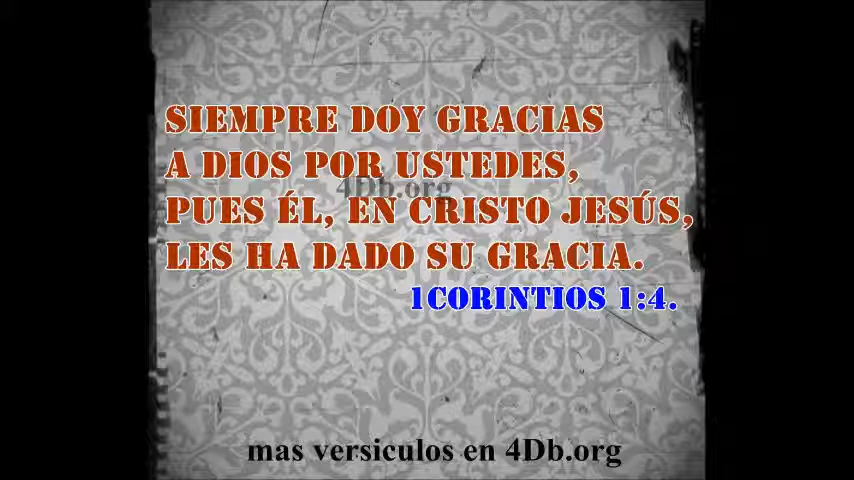 SIEMPRE DOY GRACIAS
A DIOS POR USTEDES,
4Db.org
PUES ÉL, EN CRISTO JESÚS,
LES HA DADO SU GRACIA.
1CORINTIOS 1:4.
mas versiculos en 4Db.org